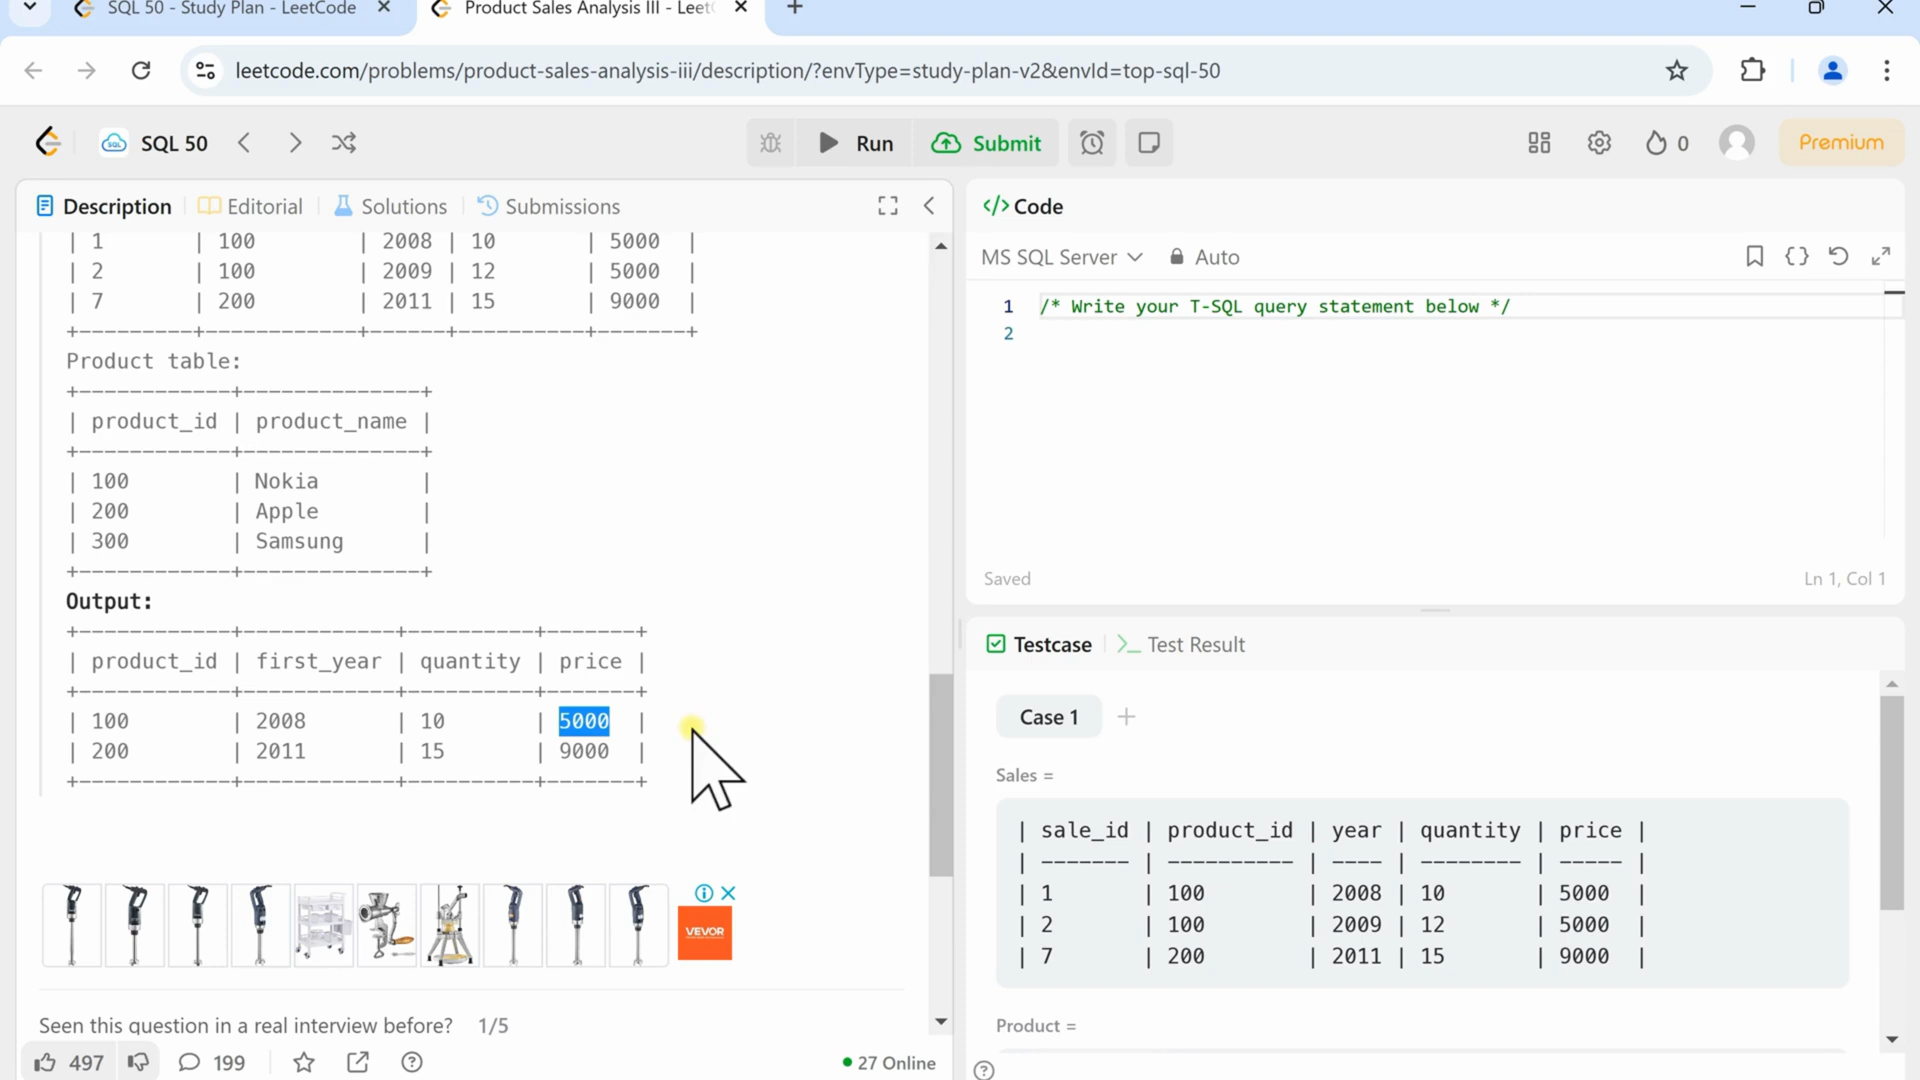 SQL 50 - Study Plan - LeetCode
Product Sales Analysis III - Leet
leetcode.com/problems/product-sales-analysis-iii/description/?envType=study-plan-v2&envId=top-sql-50
SQL 50
Run
Submit
0
Premium
Description
Editorial
Solutions
Submissions
| 1 | 100 | 2008 | 10 | 5000 |
| 2 | 100 | 2009 | 12 | 5000 |
| 7 | 200 | 2011 | 15 | 9000 |
+---------+------------+------+----------+-------+
Product table:
+------------+--------------+
| product_id | product_name |
+------------+--------------+
| 100 | Nokia |
| 200 | Apple |
| 300 | Samsung |
+------------+--------------+
Output:
+------------+------------+----------+-------+
| product_id | first_year | quantity | price |
+------------+------------+----------+-------+
| 100 | 2008 | 10 | 5000 |
| 200 | 2011 | 15 | 9000 |
+------------+------------+----------+-------+
VEVOR
Seen this question in a real interview before? 1/5
497
199
27 Online
</> Code
MS SQL Server
Auto
1 /* Write your T-SQL query statement below */
2
Saved
Ln 1, Col 1
Testcase
Test Result
Case 1
Sales =
| sale_id | product_id | year | quantity | price |
| ------- | ---------- | ---- | -------- | ----- |
| 1 | 100 | 2008 | 10 | 5000 |
| 2 | 100 | 2009 | 12 | 5000 |
| 7 | 200 | 2011 | 15 | 9000 |
Product =